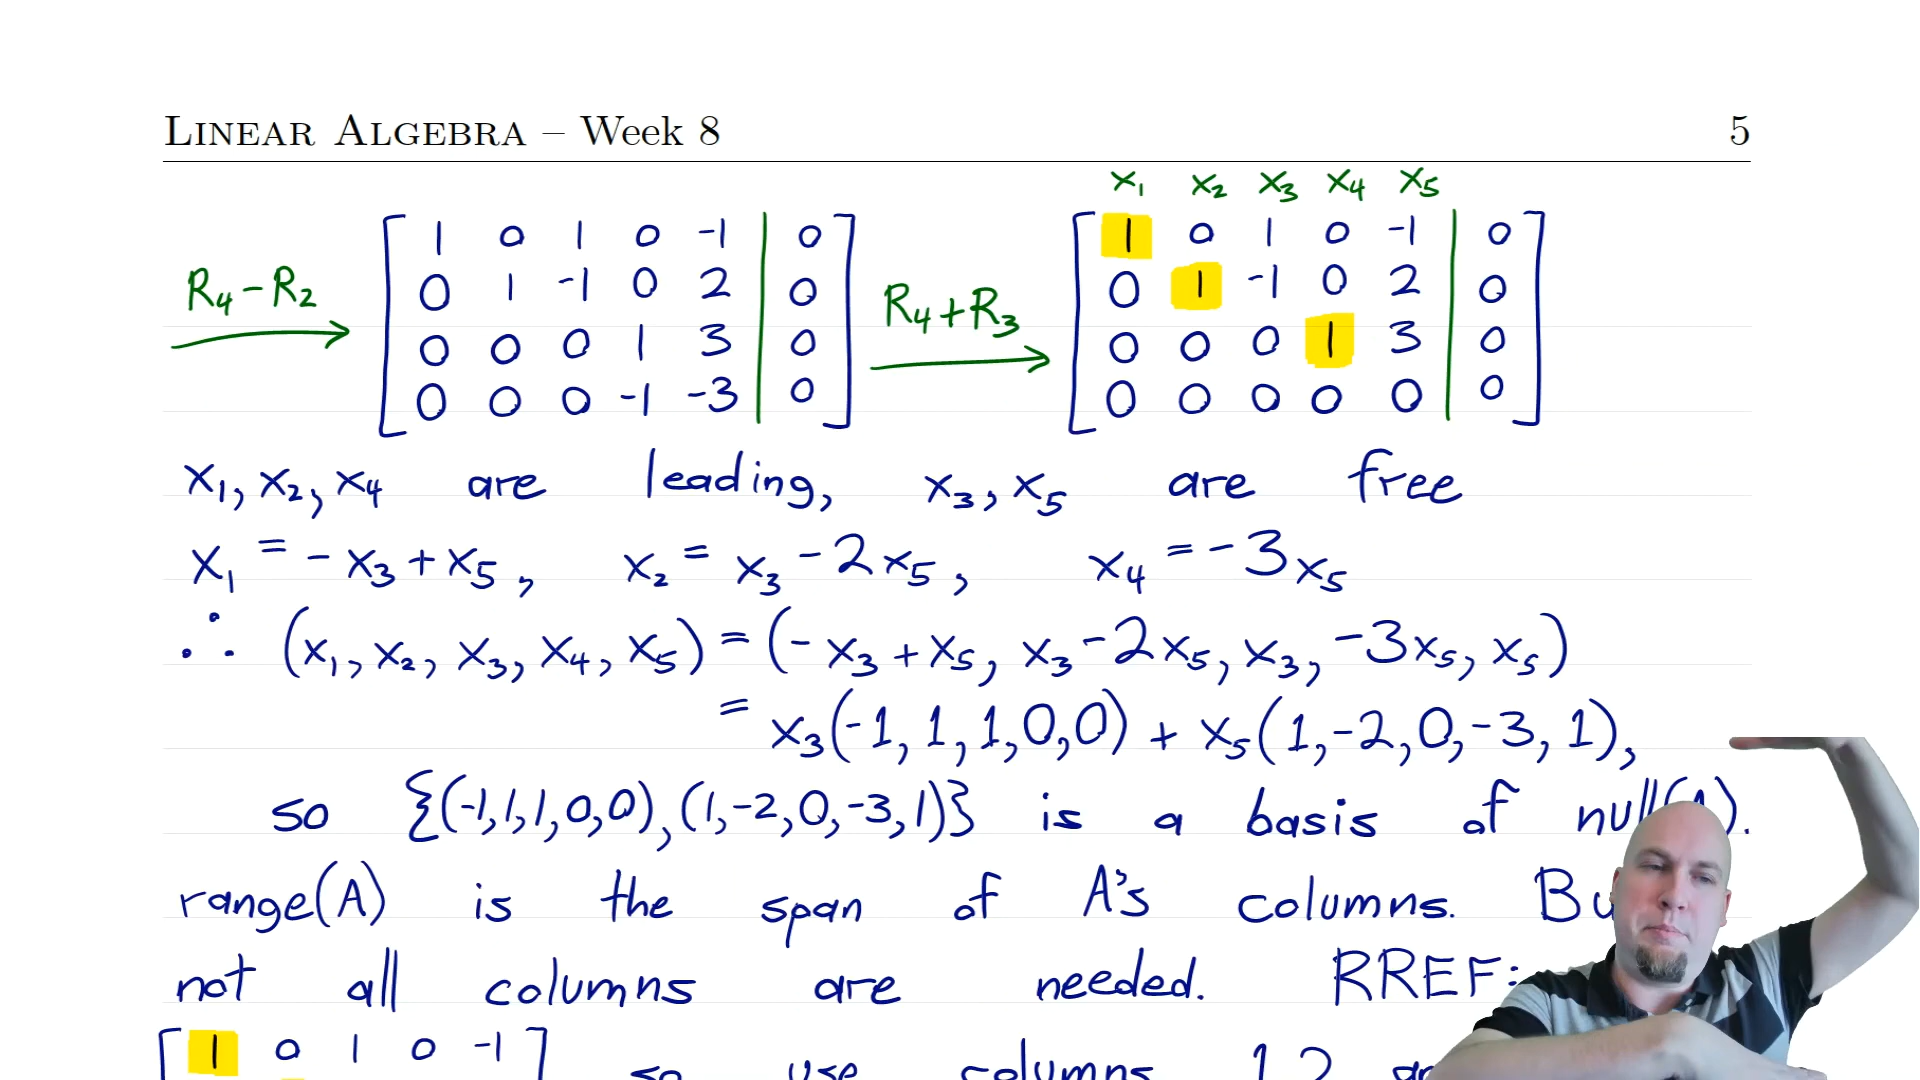 LINEAR ALGEBRA – Week 8 5
x₁ x₂ x₃ x₄ x₅
R₄-R₂ [ 1 0 1 0 -1 | 0 ] R₄+R₃ [ 1 0 1 0 -1 | 0 ]
[ 0 1 -1 0 2 | 0 ] [ 0 1 -1 0 2 | 0 ]
[ 0 0 0 1 3 | 0 ] [ 0 0 0 1 3 | 0 ]
[ 0 0 0 -1 -3 | 0 ] [ 0 0 0 0 0 | 0 ]
x₁, x₂, x₄ are leading, x₃, x₅ are free
x₁ = -x₃ + x₅, x₂ = x₃ - 2x₅, x₄ = -3x₅
∴ (x₁, x₂, x₃, x₄, x₅) = (-x₃ + x₅, x₃ - 2x₅, x₃, -3x₅, x₅)
= x₃(-1, 1, 1, 0, 0) + x₅(1, -2, 0, -3, 1),
so {(-1,1,1,0,0), (1,-2,0,-3,1)} is a basis of null(A).
range(A) is the span of A's columns.
not all columns are needed. RREF:
[ 1 0 1 0 -1 ] so use columns 1,2